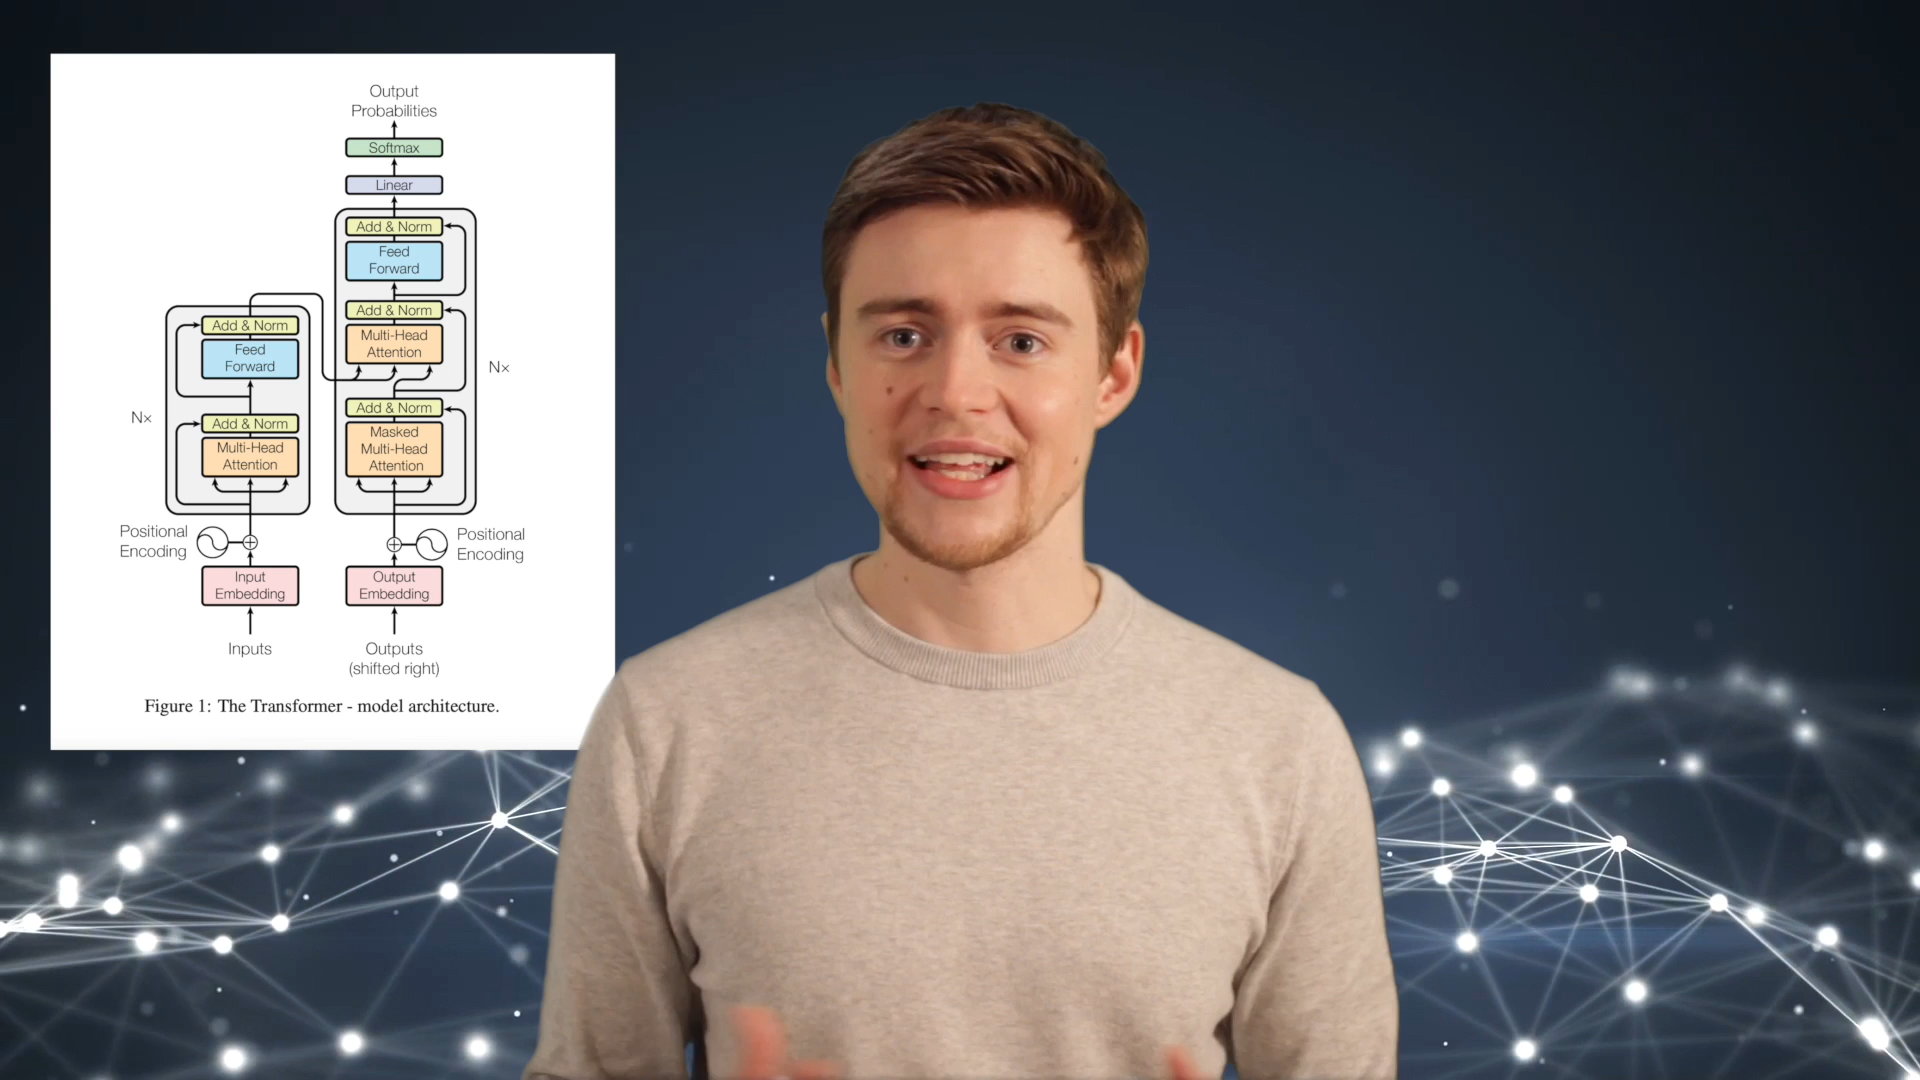 Output
Probabilities
Softmax
Linear
Add & Norm
Feed
Forward
Add & Norm
Multi-Head
Attention
Add & Norm
Masked
Multi-Head
Attention
N×
Add & Norm
Feed
Forward
Add & Norm
Multi-Head
Attention
N×
Positional
Encoding
Positional
Encoding
Input
Embedding
Output
Embedding
Inputs
Outputs
(shifted right)
Figure 1: The Transformer - model architecture.